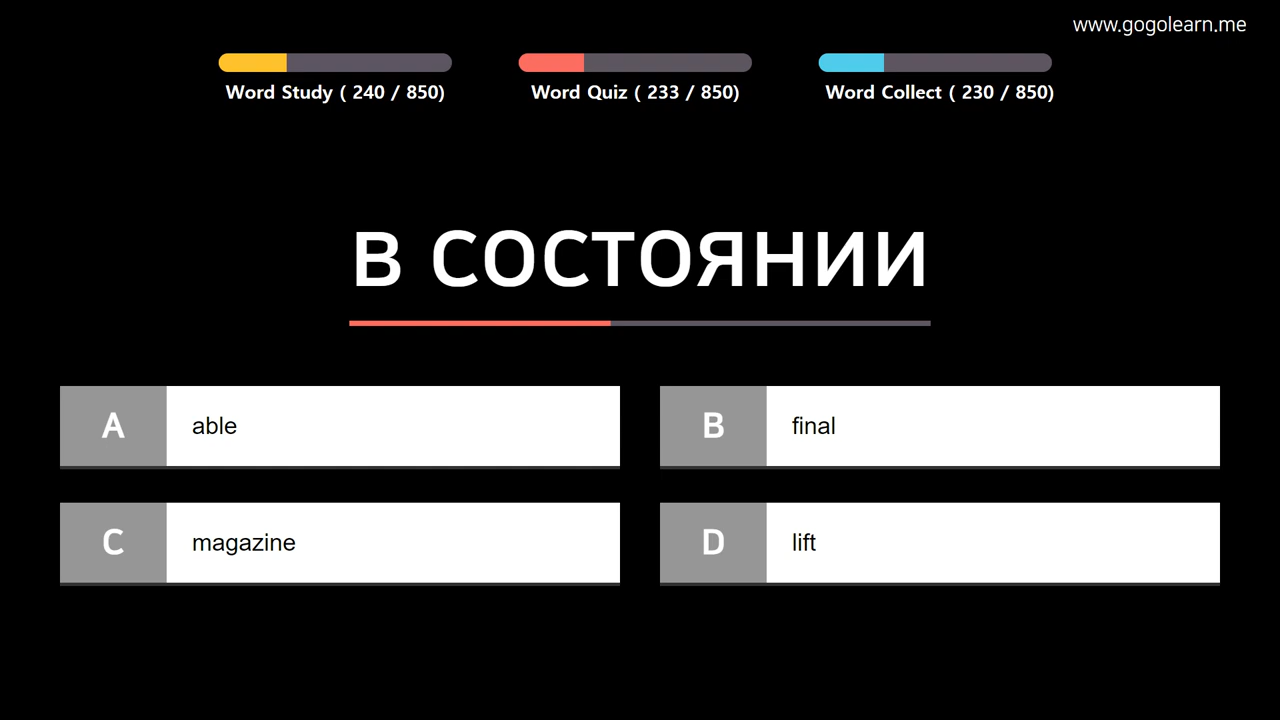 www.gogolearn.me
Word Study ( 240 / 850)
Word Quiz ( 233 / 850)
Word Collect ( 230 / 850)
В СОСТОЯНИИ
A able
B final
C magazine
D lift